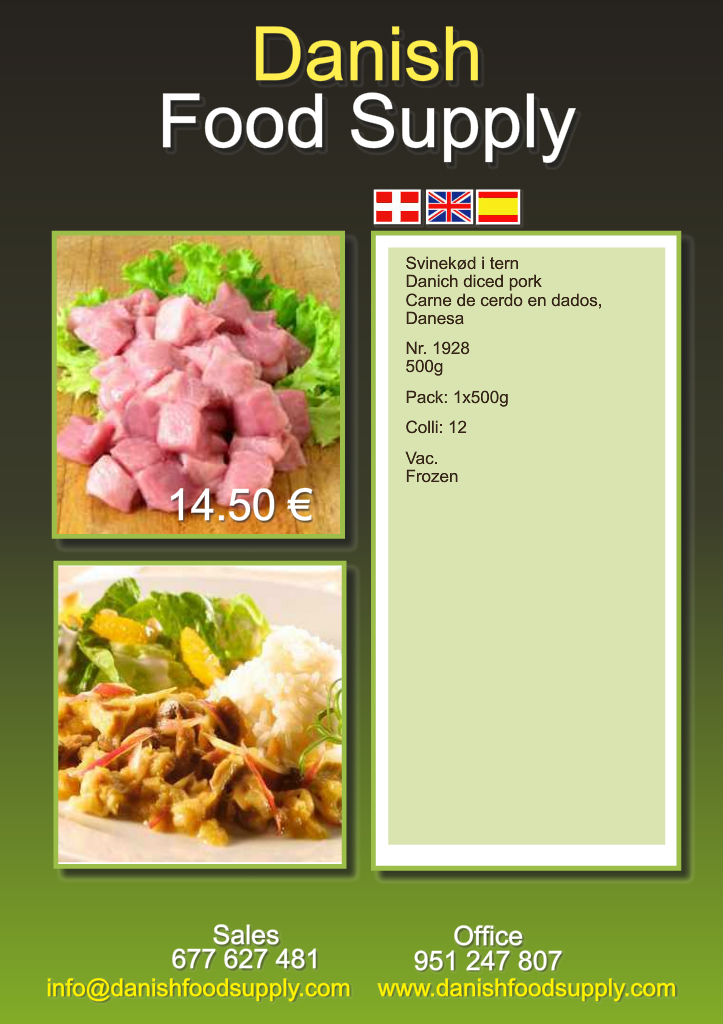 Danish
Food Supply
Svinekød i tern
Danich diced pork
Carne de cerdo en dados,
Danesa
Nr. 1928
500g
Pack: 1x500g
Colli: 12
Vac.
Frozen
14.50 €
Sales
677 627 481
info@danishfoodsupply.com
Office
951 247 807
www.danishfoodsupply.com